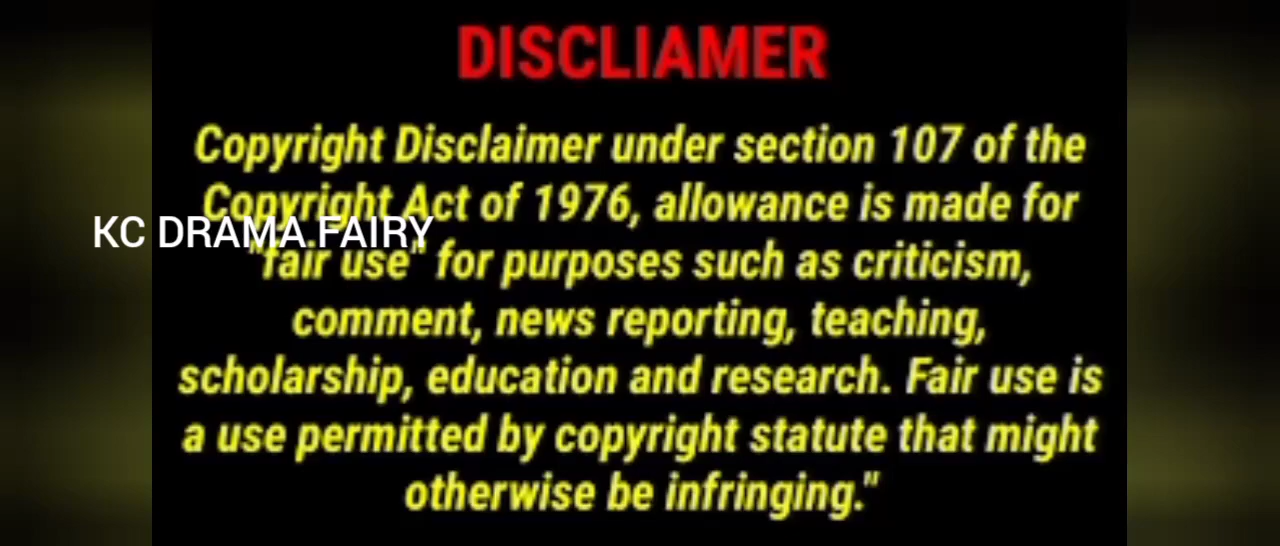 DISCLIAMER
Copyright Disclaimer under section 107 of the
Copyright Act of 1976, allowance is made for
KC DRAMA FAIRY
"fair use" for purposes such as criticism,
comment, news reporting, teaching,
scholarship, education and research. Fair use is
a use permitted by copyright statute that might
otherwise be infringing."